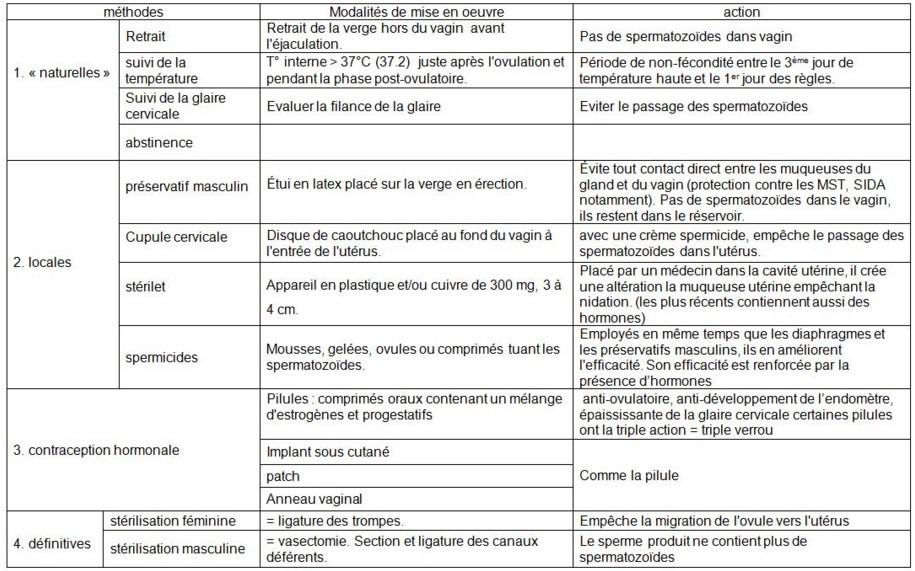 méthodes
Modalités de mise en oeuvre
action
1. « naturelles »
Retrait
Retrait de la verge hors du vagin avant
l'éjaculation.
Pas de spermatozoïdes dans vagin
suivi de la
température
T° interne > 37°C (37.2) juste après l'ovulation et
pendant la phase post-ovulatoire.
Période de non-fécondité entre le 3ème jour de
température haute et le 1er jour des règles.
Suivi de la glaire
cervicale
Evaluer la filance de la glaire
Eviter le passage des spermatozoïdes
abstinence
2. locales
préservatif masculin
Étui en latex placé sur la verge en érection.
Évite tout contact direct entre les muqueuses du
gland et du vagin (protection contre les MST, SIDA
notamment). Pas de spermatozoïdes dans le vagin,
ils restent dans le réservoir.
Cupule cervicale
Disque de caoutchouc placé au fond du vagin à
l'entrée de l'utérus.
avec une crème spermicide, empêche le passage des
spermatozoïdes dans l'utérus.
stérilet
Appareil en plastique et/ou cuivre de 300 mg, 3 à
4 cm.
Placé par un médecin dans la cavité utérine, il crée
une altération la muqueuse utérine empêchant la
nidation. (les plus récents contiennent aussi des
hormones)
spermicides
Mousses, gelées, ovules ou comprimés tuant les
spermatozoïdes.
Employés en même temps que les diaphragmes et
les préservatifs masculins, ils en améliorent
l'efficacité. Son efficacité est renforcée par la
présence d'hormones
3. contraception hormonale
Pilules : comprimés oraux contenant un mélange
d'estrogènes et progestatifs
anti-ovulatoire, anti-développement de l'endomètre,
épaississante de la glaire cervicale certaines pilules
ont la triple action = triple verrou
Implant sous cutané
patch
Anneau vaginal
Comme la pilule
4. définitives
stérilisation féminine
= ligature des trompes.
Empêche la migration de l'ovule vers l'utérus
stérilisation masculine
= vasectomie. Section et ligature des canaux
déférents.
Le sperme produit ne contient plus de
spermatozoïdes